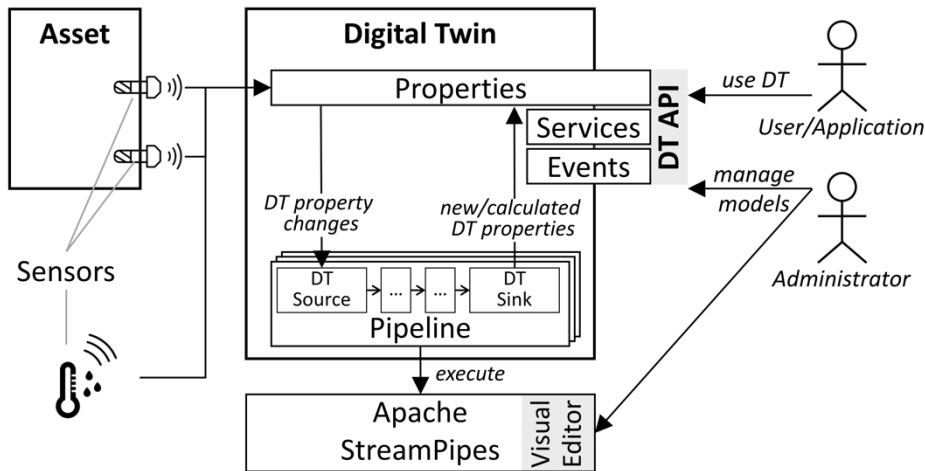 Asset
Digital Twin
Properties
Services
Events
DT API
use DT
User/Application
manage
models
Administrator
DT property
changes
new/calculated
DT properties
Sensors
DT
Source
...
...
DT
Sink
Pipeline
execute
Apache
StreamPipes
Visual
Editor